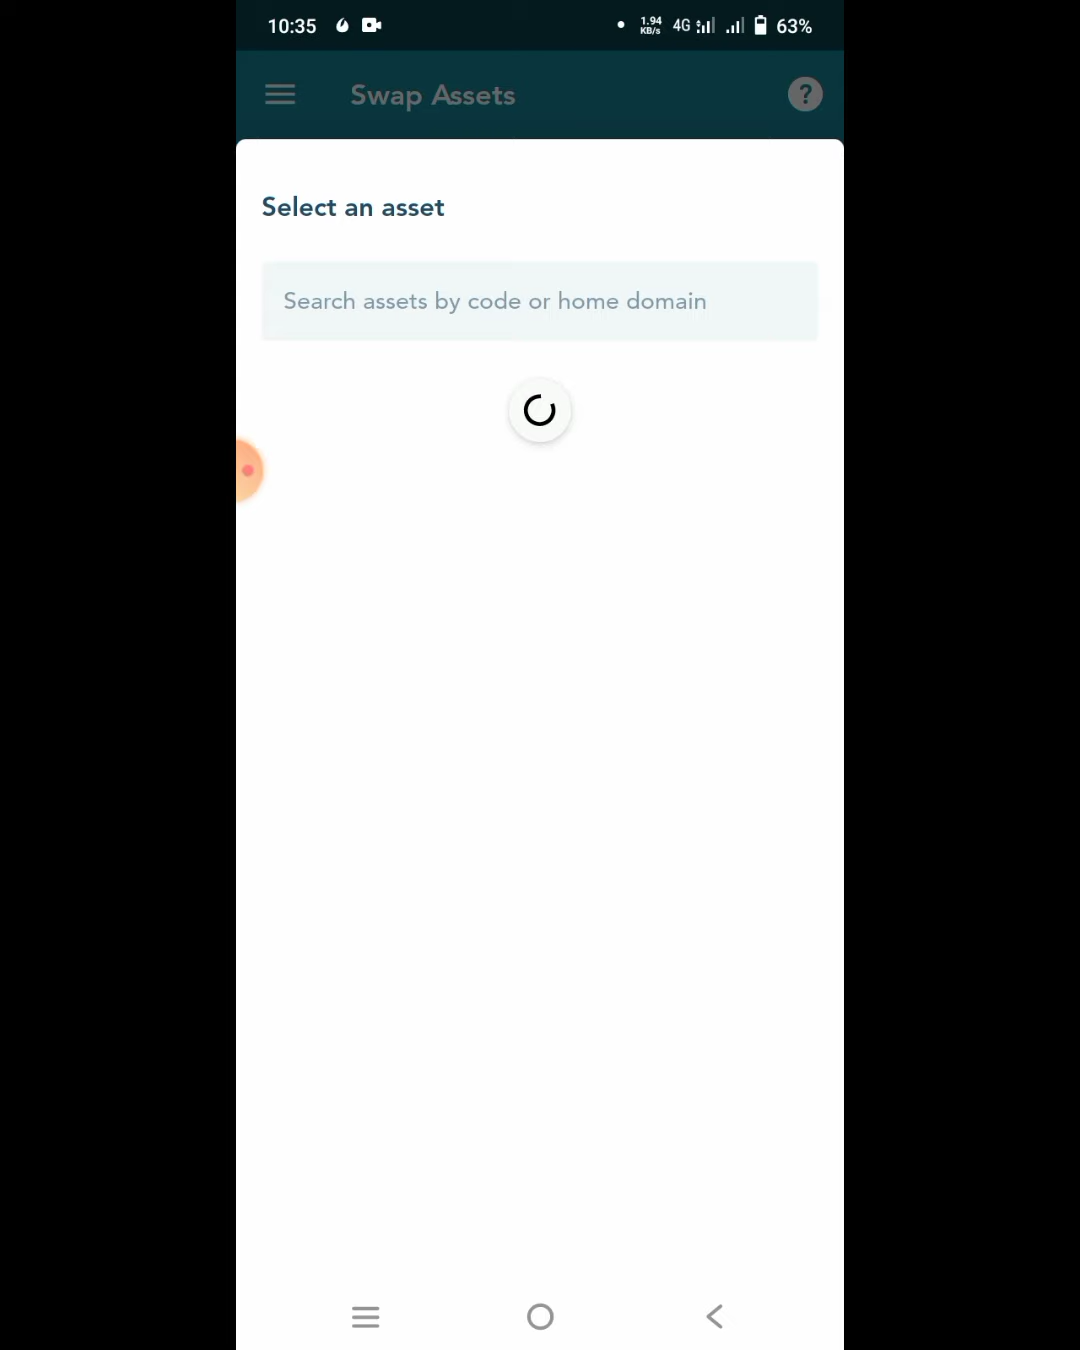 10:35 1.94 KB/s 4G 63%
Swap Assets ?
Select an asset
Search assets by code or home domain